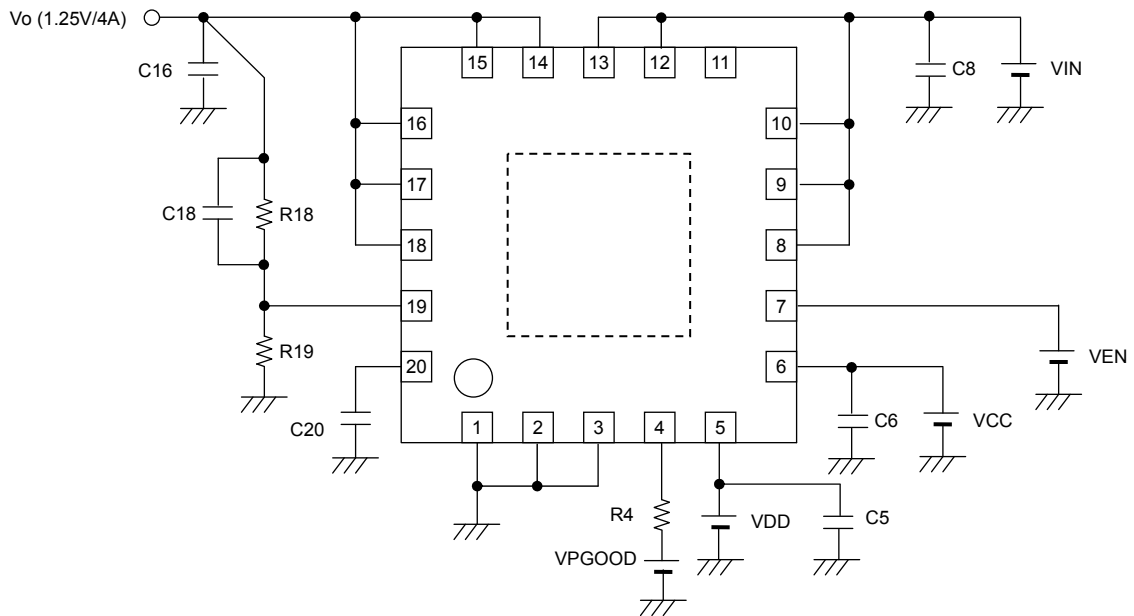 Vo (1.25V/4A)
15 14 13 12 11
C16
C8
VIN
16
10
17
9
C18
R18
18
8
19
7
R19
20
6
VEN
C20
1 2 3 4 5
C6
VCC
R4
VDD
C5
VPGOOD